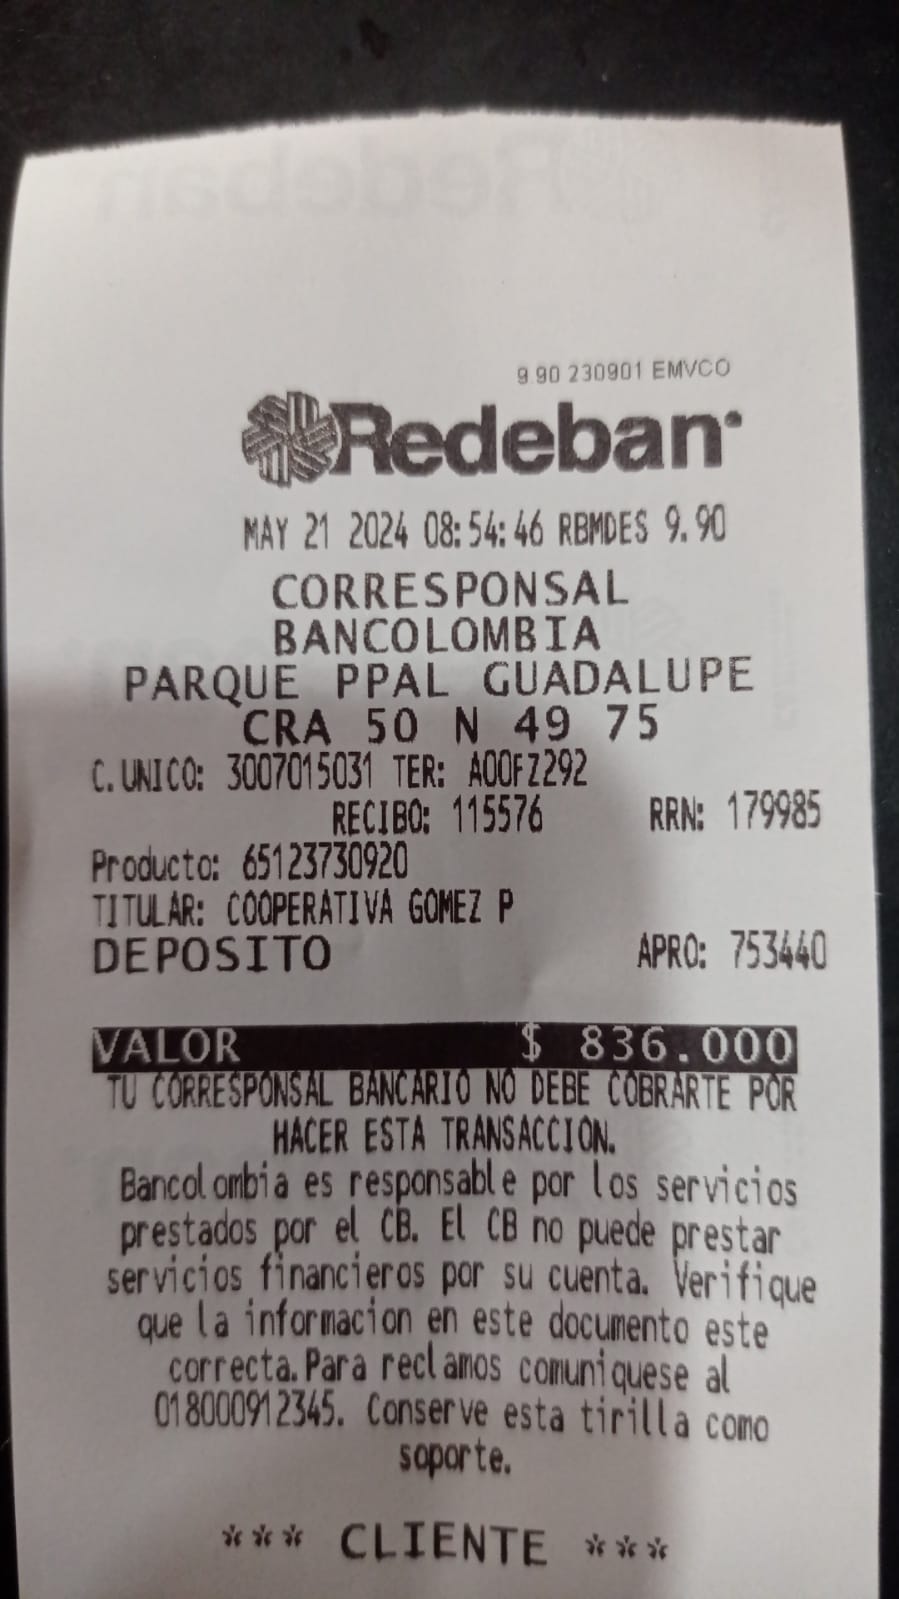 9.90 230901 EMVCO
Redeban
MAY 21 2024 08:54:46 RBMDES 9.90
CORRESPONSAL
BANCOLOMBIA
PARQUE PPAL GUADALUPE
CRA 50 N 49 75
C.UNICO: 3007015031 TER: A00FZ292
RECIBO: 115576 RRN: 179985
Producto: 65123730920
TITULAR: COOPERATIVA GOMEZ P
DEPOSITO APRO: 753440
VALOR $ 836.000
TU CORRESPONSAL BANCARIO NO DEBE COBRARTE POR
HACER ESTA TRANSACCION.
Bancolombia es responsable por los servicios
prestados por el CB. El CB no puede prestar
servicios financieros por su cuenta. Verifique
que la informacion en este documento este
correcta.Para reclamos comuniquese al
018000912345. Conserve esta tirilla como
soporte.
*** CLIENTE ***